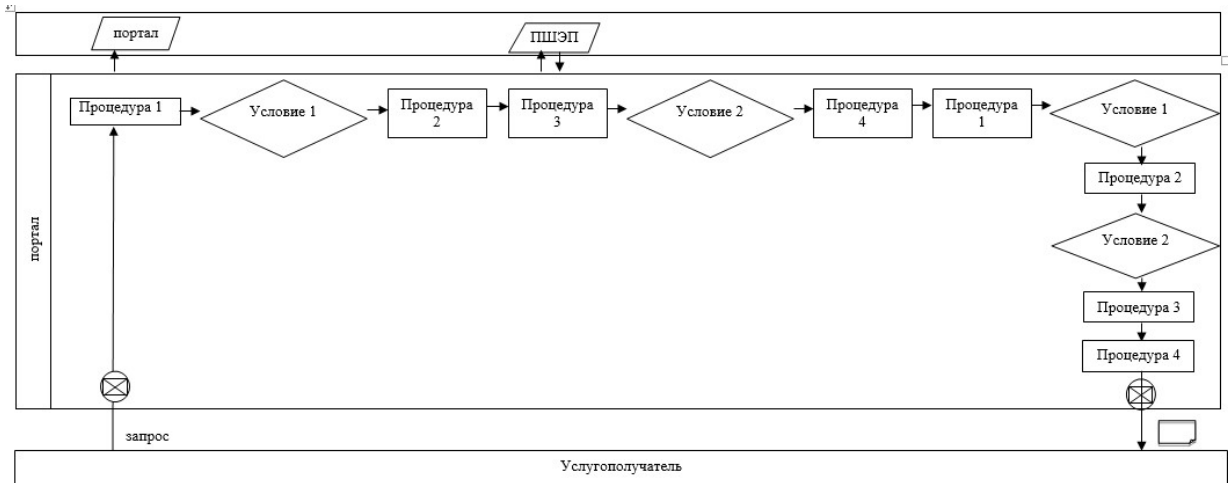 портал
ПШЭП
Процедура 1
Условие 1
Процедура
2
Процедура
3
Условие 2
Процедура
4
Процедура
1
Условие 1
Процедура 2
Условие 2
Процедура 3
Процедура 4
портал
запрос
Услугополучатель